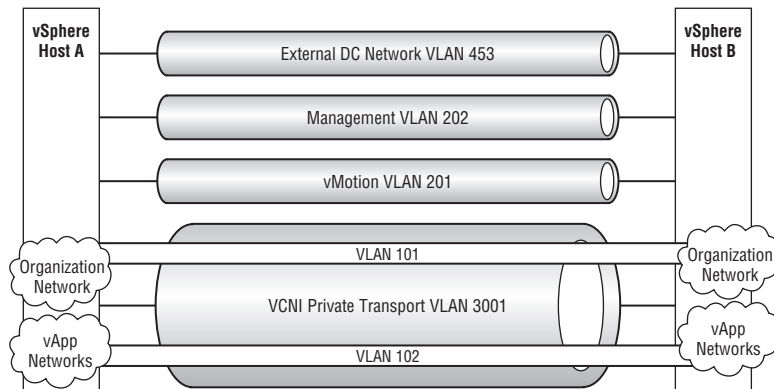 vSphere
Host A
vSphere
Host B
External DC Network VLAN 453
Management VLAN 202
vMotion VLAN 201
VLAN 101
Organization
Network
Organization
Network
VCNI Private Transport VLAN 3001
vApp
Networks
vApp
Networks
VLAN 102